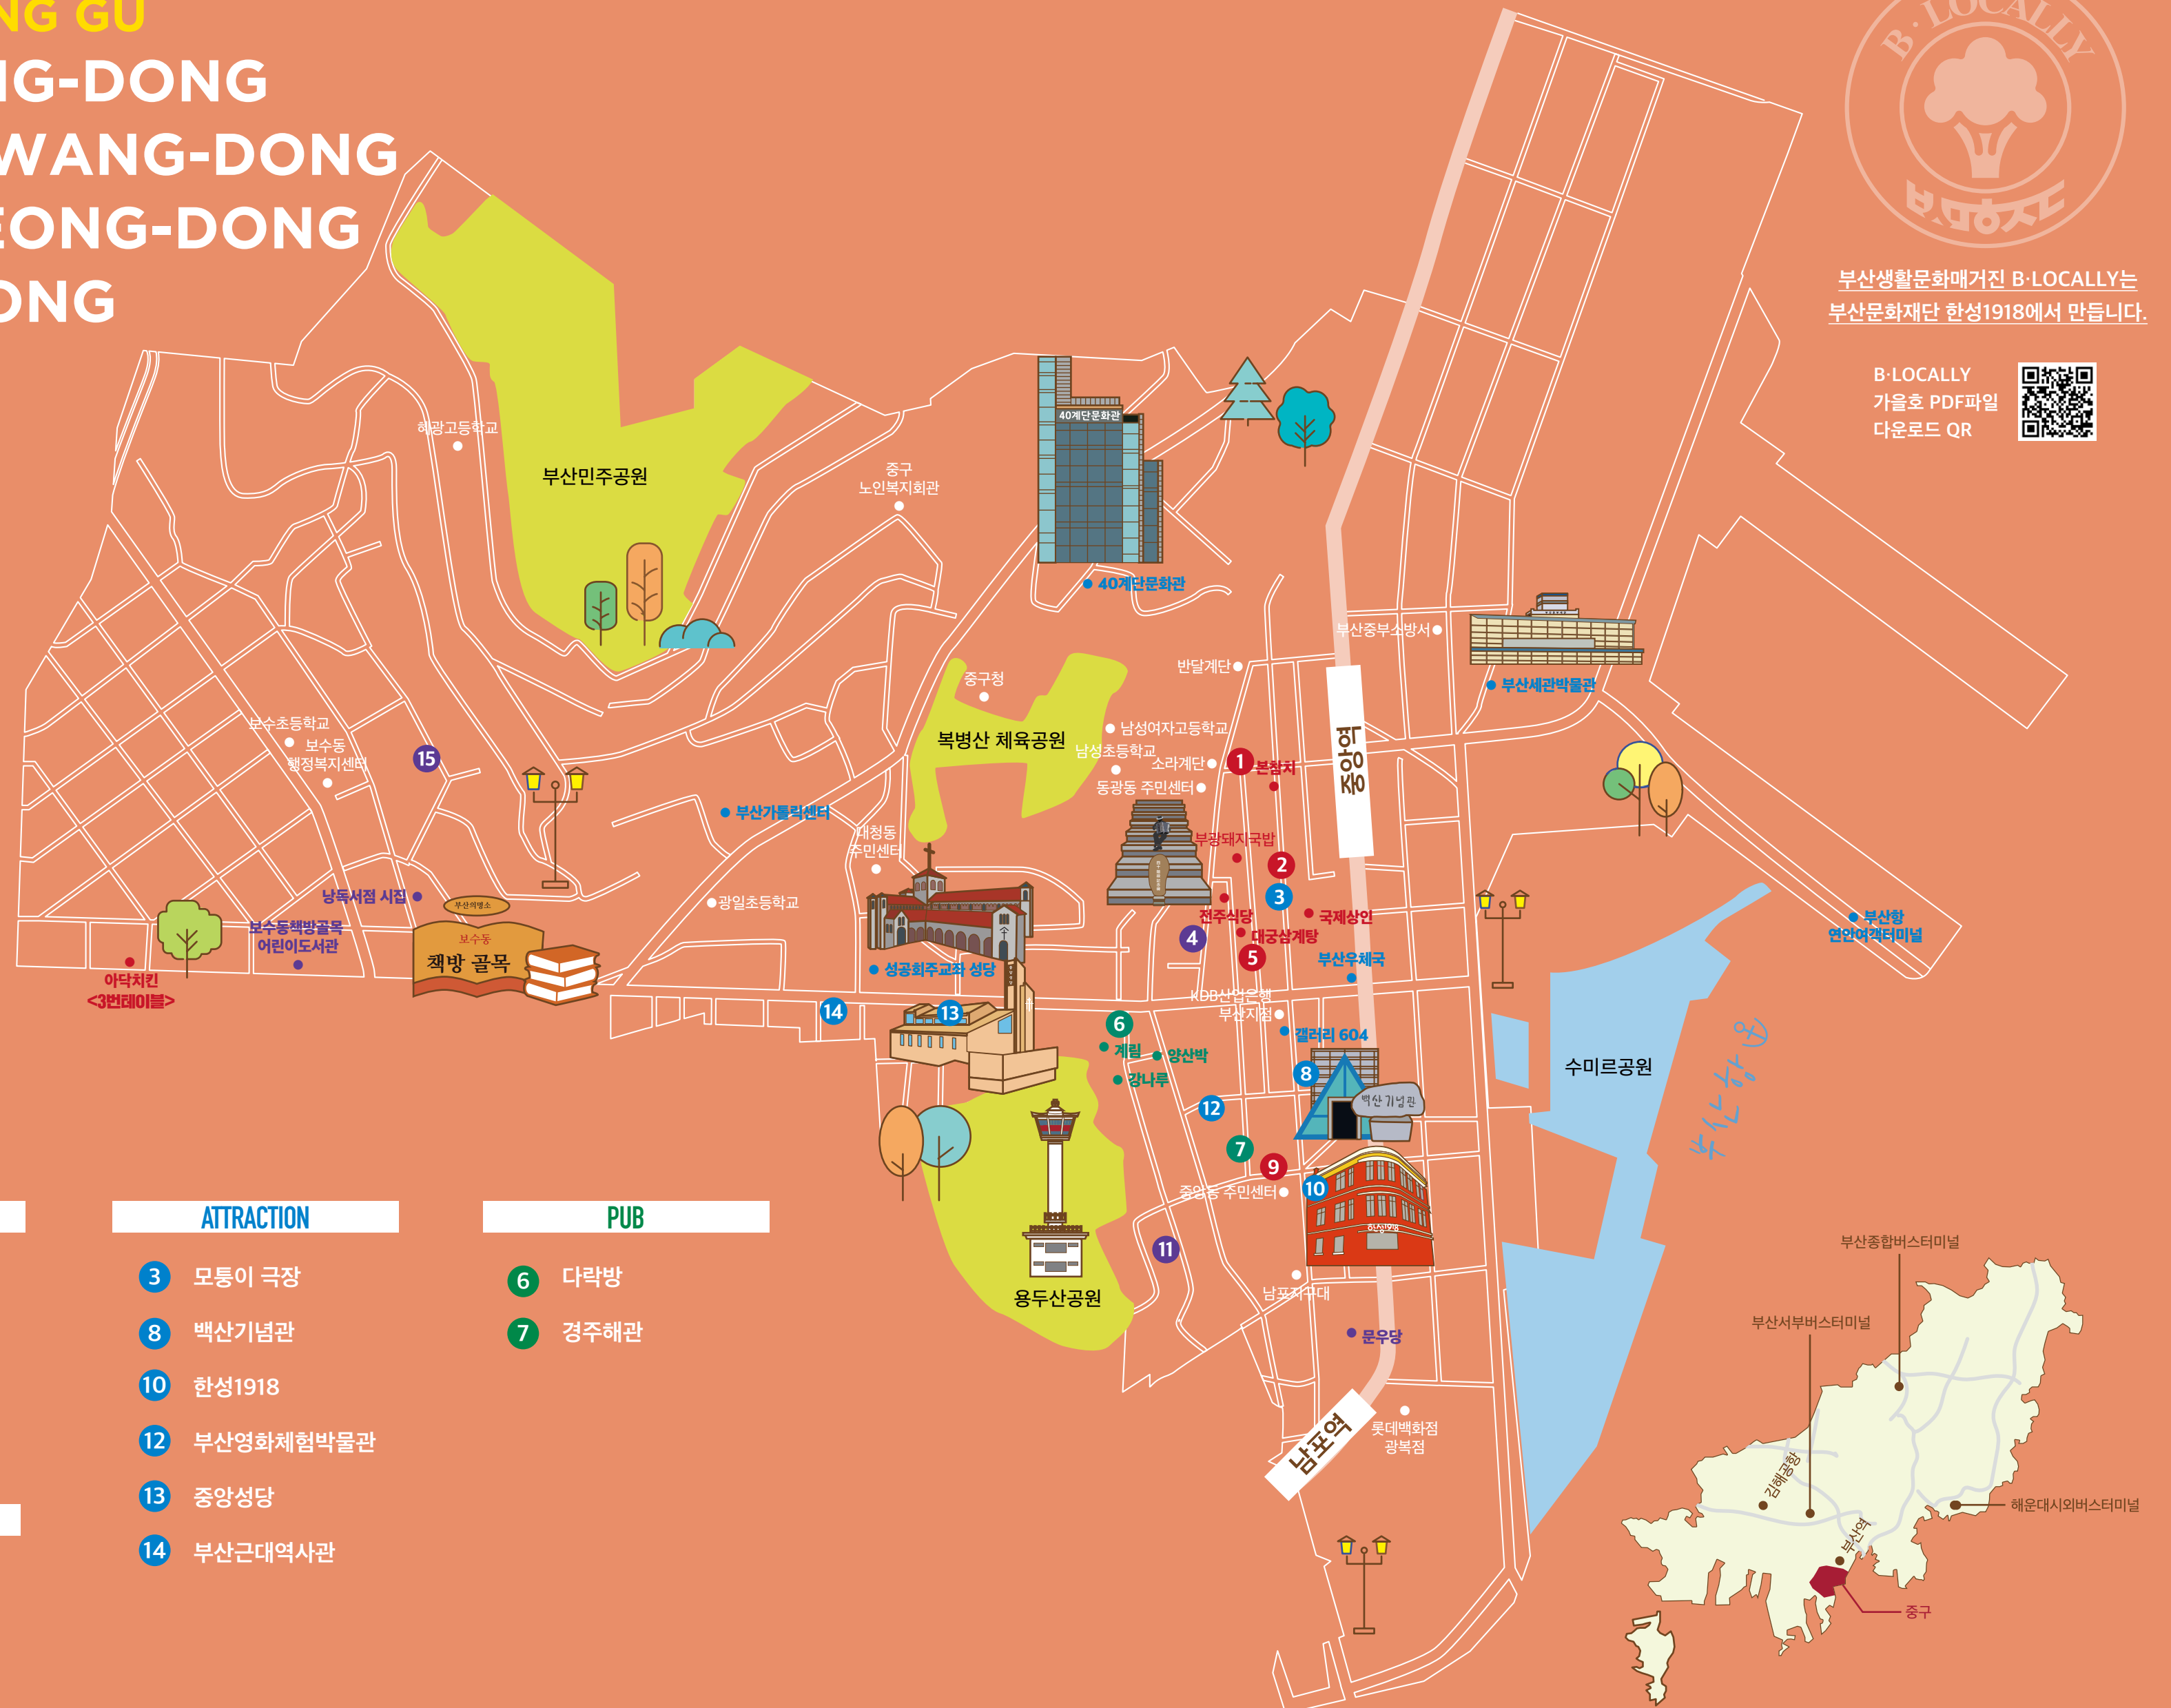 NG GU
NG-DONG
WANG-DONG
EONG-DONG
ONG
B·LOCALLY
부산생활문화매거진 B·LOCALLY는
부산문화재단 한성1918에서 만듭니다.
B·LOCALLY
가을호 PDF파일
다운로드 QR
혜광고등학교
부산민주공원
중구
노인복지회관
40계단문화관
40계단문화관
부산중부소방서
부산세관박물관
반달계단
중구청
복병산 체육공원
남성여자고등학교
남성초등학교
소라계단
동광동 주민센터
1
본참치
중앙역
보수초등학교
보수동
행정복지센터
15
부산가톨릭센터
대청동
주민센터
광일초등학교
부광돼지국밥
2
3
전주식당
국제상인
4
대궁삼계탕
5
부산우체국
낭독서점 시집
부산의명소
보수동
책방 골목
보수동책방골목
어린이도서관
아닥치킨
<3번테이블>
성공회주교좌 성당
부산항
연안여객터미널
14
13
KDB산업은행
부산지점
갤러리 604
6
계림
양산박
강나루
8
백산기념관
12
7
9
중앙동 주민센터
10
한성1918
11
용두산공원
수미르공원
부산남항
남포지구대
문우당
남포역
롯데백화점
광복점
ATTRACTION
3 모퉁이 극장
8 백산기념관
10 한성1918
12 부산영화체험박물관
13 중앙성당
14 부산근대역사관
PUB
6 다락방
7 경주해관
부산종합버스터미널
부산서부버스터미널
김해공항
해운대시외버스터미널
부산역
중구